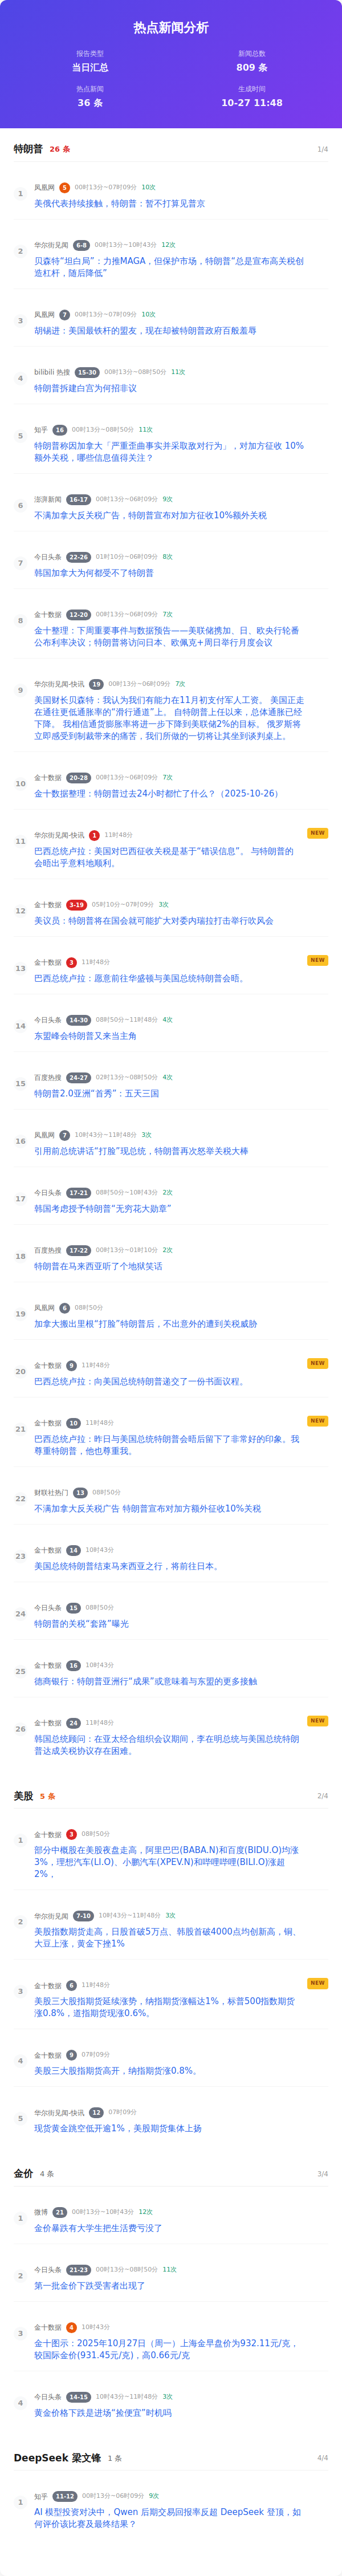 热点新闻分析
报告类型
新闻总数
当日汇总
809 条
热点新闻
生成时间
36 条
10-27 11:48
特朗普 26 条 1/4
1
凤凰网 5 00时13分~07时09分 10次
美俄代表持续接触，特朗普：暂不打算见普京
2
华尔街见闻 6-8 00时13分~10时43分 12次
贝森特“坦白局”：力推MAGA，但保护市场，特朗普“总是宣布高关税创
造杠杆，随后降低”
3
凤凰网 7 00时13分~07时09分 10次
胡锡进：美国最铁杆的盟友，现在却被特朗普政府百般羞辱
4
bilibili 热搜 15-30 00时13分~08时50分 11次
特朗普拆建白宫为何招非议
5
知乎 16 00时13分~08时50分 11次
特朗普称因加拿大「严重歪曲事实并采取敌对行为」，对加方征收 10%
额外关税，哪些信息值得关注？
6
澎湃新闻 16-17 00时13分~06时09分 9次
不满加拿大反关税广告，特朗普宣布对加方征收10%额外关税
7
今日头条 22-26 01时10分~06时09分 8次
韩国加拿大为何都受不了特朗普
8
金十数据 12-20 00时13分~06时09分 7次
金十整理：下周重要事件与数据预告——美联储携加、日、欧央行轮番
公布利率决议；特朗普将访问日本、欧佩克+周日举行月度会议
9
华尔街见闻-快讯 19 00时13分~06时09分 7次
美国财长贝森特：我认为我们有能力在11月初支付军人工资。 美国正走
在通往更低通胀率的“滑行通道”上。 自特朗普上任以来，总体通胀已经
下降。 我相信通货膨胀率将进一步下降到美联储2%的目标。 俄罗斯将
立即感受到制裁带来的痛苦，我们所做的一切将让其坐到谈判桌上。
10
金十数据 20-28 00时13分~06时09分 7次
金十数据整理：特朗普过去24小时都忙了什么？（2025-10-26）
11
华尔街见闻-快讯 1 11时48分
NEW
巴西总统卢拉：美国对巴西征收关税是基于“错误信息”。 与特朗普的
会晤出乎意料地顺利。
12
金十数据 3-19 05时10分~07时09分 3次
美议员：特朗普将在国会就可能扩大对委内瑞拉打击举行吹风会
13
金十数据 3 11时48分
NEW
巴西总统卢拉：愿意前往华盛顿与美国总统特朗普会晤。
14
今日头条 14-30 08时50分~11时48分 4次
东盟峰会特朗普又来当主角
15
百度热搜 24-27 02时13分~08时50分 4次
特朗普2.0亚洲“首秀”：五天三国
16
凤凰网 7 10时43分~11时48分 3次
引用前总统讲话“打脸”现总统，特朗普再次怒举关税大棒
17
今日头条 17-21 08时50分~10时43分 2次
韩国考虑授予特朗普“无穷花大勋章”
18
百度热搜 17-22 00时13分~01时10分 2次
特朗普在马来西亚听了个地狱笑话
19
凤凰网 6 08时50分
加拿大搬出里根“打脸”特朗普后，不出意外的遭到关税威胁
20
金十数据 9 11时48分
NEW
巴西总统卢拉：向美国总统特朗普递交了一份书面议程。
21
金十数据 10 11时48分
NEW
巴西总统卢拉：昨日与美国总统特朗普会晤后留下了非常好的印象。我
尊重特朗普，他也尊重我。
22
财联社热门 13 08时50分
不满加拿大反关税广告 特朗普宣布对加方额外征收10%关税
23
金十数据 14 10时43分
美国总统特朗普结束马来西亚之行，将前往日本。
24
今日头条 15 08时50分
特朗普的关税“套路”曝光
25
金十数据 16 10时43分
德商银行：特朗普亚洲行“成果”或意味着与东盟的更多接触
26
金十数据 24 11时48分
NEW
韩国总统顾问：在亚太经合组织会议期间，李在明总统与美国总统特朗
普达成关税协议存在困难。
美股 5 条 2/4
1
金十数据 3 08时50分
部分中概股在美股夜盘走高，阿里巴巴(BABA.N)和百度(BIDU.O)均涨
3%，理想汽车(LI.O)、小鹏汽车(XPEV.N)和哔哩哔哩(BILI.O)涨超
2%，
2
华尔街见闻 7-10 10时43分~11时48分 3次
美股指数期货走高，日股首破5万点、韩股首破4000点均创新高，铜、
大豆上涨，黄金下挫1%
3
金十数据 6 11时48分
NEW
美股三大股指期货延续涨势，纳指期货涨幅达1%，标普500指数期货
涨0.8%，道指期货现涨0.6%。
4
金十数据 9 07时09分
美股三大股指期货高开，纳指期货涨0.8%。
5
华尔街见闻-快讯 12 07时09分
现货黄金跳空低开逾1%，美股期货集体上扬
金价 4 条 3/4
1
微博 21 00时13分~10时43分 12次
金价暴跌有大学生把生活费亏没了
2
今日头条 21-23 00时13分~08时50分 11次
第一批金价下跌受害者出现了
3
金十数据 4 10时43分
金十图示：2025年10月27日（周一）上海金早盘价为932.11元/克，
较国际金价(931.45元/克)，高0.66元/克
4
今日头条 14-15 10时43分~11时48分 3次
黄金价格下跌是进场“捡便宜”时机吗
DeepSeek 梁文锋 1 条 4/4
1
知乎 11-12 00时13分~06时09分 9次
AI 模型投资对决中，Qwen 后期交易回报率反超 DeepSeek 登顶，如
何评价该比赛及最终结果？